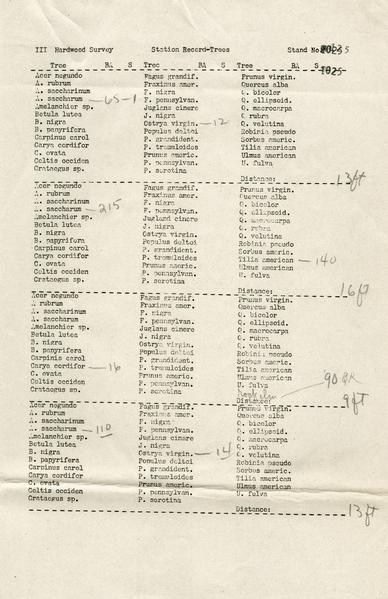 III Hardwood Survey Station Record-Trees Stand No. 1025
Tree BA S Tree BA S Tree BA S
Acer negundo Fagus grandif. Prunus virgin.
A. rubrum Fraxinus amer. Quercus alba
A. saccharinum F. nigra Q. bicolor
A. saccharum — 65-1 F. pennsylvan. Q. ellipsoid.
Amelanchier sp. Juglans cinere Q. macrocarpa
Betula lutea J. nigra Q. rubra
B. nigra Ostrya virgin. — 12 Q. velutina
B. papyrifera Populus deltoi Robinia pseudo
Carpinus carol P. grandident. Sorbus americ.
Carya cordifor P. tremuloides Tilia american
C. ovata Prunus americ. Ulmus american
Celtis occiden P. pennsylvan. U. fulva
Crataegus sp. P. serotina
Distance: 13 ft
Acer negundo Fagus grandif. Prunus virgin.
A. rubrum Fraxinus amer. Quercus alba
A. saccharinum F. nigra Q. bicolor
A. saccharum — 215 F. pennsylvan. Q. ellipsoid.
Amelanchier sp. Juglans cinere Q. macrocarpa
Betula lutea J. nigra Q. rubra
B. nigra Ostrya virgin. Q. velutina
B. papyrifera Populus deltoi Robinia pseudo
Carpinus carol P. grandident. Sorbus americ.
Carya cordifor P. tremuloides Tilia american — 140
C. ovata Prunus americ. Ulmus american
Celtis occiden P. pennsylvan. U. fulva
Crataegus sp. P. serotina
Distance: 16 ft
Acer negundo Fagus grandif. Prunus virgin.
A rubrum Fraxinus amer. Quercus alba
A. saccharinum F. nigra Q. bicolor
A. saccharum F. pennsylvan. Q. ellipsoid.
Amelanchier sp. Juglans cinere Q. macrocarpa
Betula lutea J. nigra Q. rubra
B. nigra Ostrya virgin. Q. velutina
B. papyrifera Populus deltoi Robinia pseudo
Carpinis carol P. grandident. Sorbus americ.
Carya cordifor — 16 P. tremuloides Tilia american
C. ovata Prunus americ. Ulmus american 90
Celtis occiden P. pennsylvan. U. fulva
Crataegus sp. P. serotina
Distance: 9 ft
Acer negundo Fagus grandif. Prunus Virgin.
A. rubrum Fraxinus amer. Quercus alba
A. saccharinum F. nigra Q. bicolor
A. saccharum — 110 F. pennsylvan. Q. ellipsoid.
Amelanchier sp. Juglans cinere Q. macrocarpa
Betula lutea J. nigra Q. rubra
B. nigra Ostrya virgin. — 14 Q. velutina
B. papyrifera Populus deltoi Robinia pseudo
Carpinus carol P. grandident. Sorbus americ.
Carya cordifor P. tremuloides Tilia american
C. ovata Prunus americ. Ulmus american
Celtis occiden P. pennsylvan. U. fulva
Crataegus sp. P. serotina
Distance: 13 ft